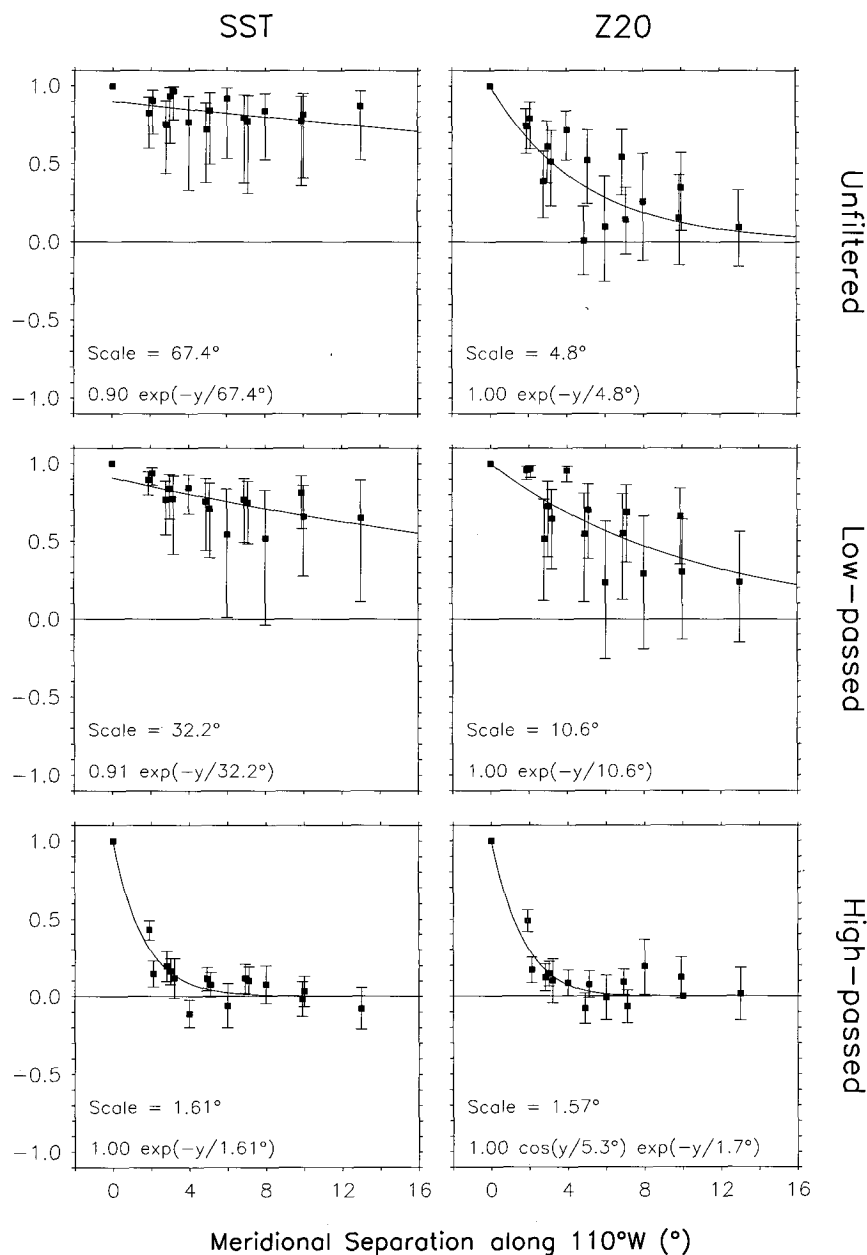 SST
Z20
1.0
0.5
0.0
−0.5
−1.0
Scale = 67.4°
0.90 exp(−y/67.4°)
Scale = 4.8°
1.00 exp(−y/4.8°)
Unfiltered
1.0
0.5
0.0
−0.5
−1.0
Scale = 32.2°
0.91 exp(−y/32.2°)
Scale = 10.6°
1.00 exp(−y/10.6°)
Low−passed
1.0
0.5
0.0
−0.5
−1.0
Scale = 1.61°
1.00 exp(−y/1.61°)
Scale = 1.57°
1.00 cos(y/5.3°) exp(−y/1.7°)
High−passed
0 4 8 12 16
0 4 8 12 16
Meridional Separation along 110°W (°)